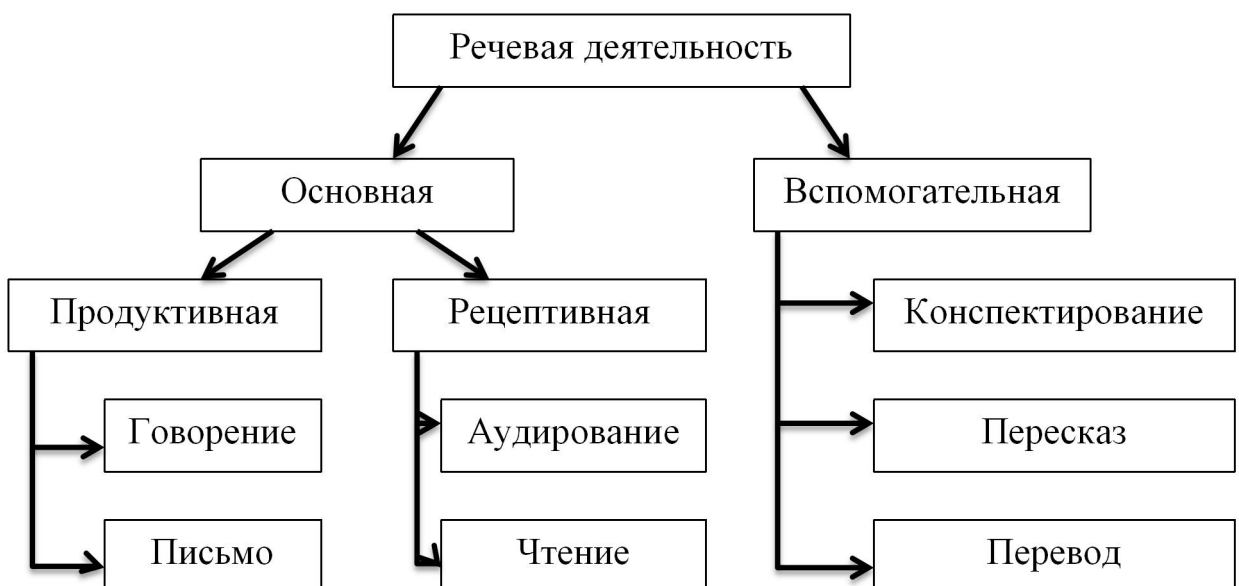 Речевая деятельность
Основная
Вспомогательная
Продуктивная
Рецептивная
Конспектирование
Говорение
Аудирование
Пересказ
Письмо
Чтение
Перевод